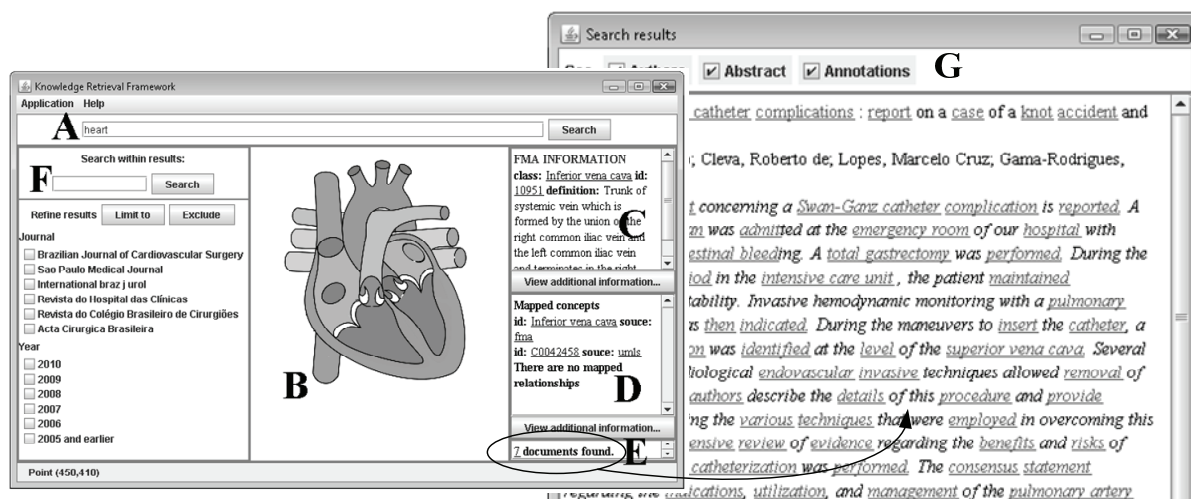 Search results
Abstract
Annotations
G
Knowledge Retrieval Framework
Application Help
A
heart
Search
Search within results:
F
Search
Refine results
Limit to
Exclude
Journal
Brazilian Journal of Cardiovascular Surgery
Sao Paulo Medical Journal
International braz j urol
Revista do Hospital das Clínicas
Revista do Colégio Brasileiro de Cirurgiões
Acta Cirurgica Brasileira
Year
2010
2009
2008
2007
2006
2005 and earlier
B
FMA INFORMATION
class: Inferior vena cava id:
10951 definition: Trunk of
systemic vein which is
formed by the union of the
right common iliac vein and
the left common iliac vein
and terminates in the right
C
View additional information...
Mapped concepts
id: Inferior vena cava souce:
fma
id: C0042458 souce: umls
There are no mapped
relationships
D
View additional information...
7 documents found.
E
Point (450,410)
catheter complications : report on a case of a knot accident and
Cleva, Roberto de; Lopes, Marcelo Cruz; Gama-Rodrigues,
concerning a Swan-Ganz catheter complication is reported. A
was admitted at the emergency room of our hospital with
bleeding. A total gastrectomy was performed. During the
in the intensive care unit , the patient maintained
Invasive hemodynamic monitoring with a pulmonary
then indicated. During the maneuvers to insert the catheter, a
was identified at the level of the superior vena cava. Several
endovascular invasive techniques allowed removal of
authors describe the details of this procedure and provide
the various techniques that were employed in overcoming this
review of evidence regarding the benefits and risks of
catheterization was performed. The consensus statement
regarding the indications, utilization, and management of the pulmonary artery